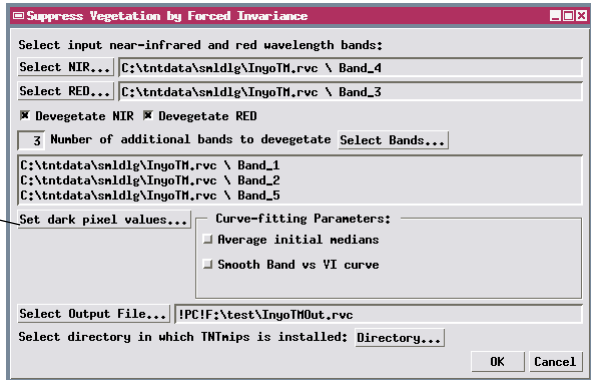 Suppress Vegetation by Forced Invariance
Select input near-infrared and red wavelength bands:
Select NIR... C:\tntdata\smldlg\InyoTM.rvc \ Band_4
Select RED... C:\tntdata\smldlg\InyoTM.rvc \ Band_3
Devegetate NIR Devegetate RED
3 Number of additional bands to devegetate Select Bands...
C:\tntdata\smldlg\InyoTM.rvc \ Band_1
C:\tntdata\smldlg\InyoTM.rvc \ Band_2
C:\tntdata\smldlg\InyoTM.rvc \ Band_5
Set dark pixel values... Curve-fitting Parameters:
Average initial medians
Smooth Band vs VI curve
Select Output File... !PC!F:\test\InyoTMOut.rvc
Select directory in which TNTmips is installed: Directory...
OK Cancel